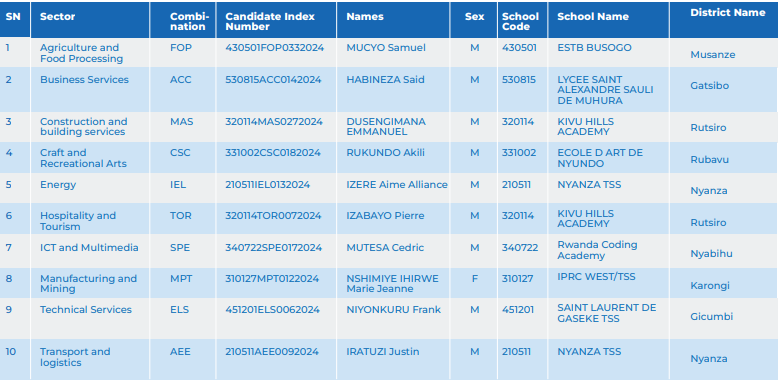 SN Sector Combi-nation Candidate Index Number Names Sex School Code School Name District Name
1 Agriculture and Food Processing FOP 430501FOP0332024 MUCYO Samuel M 430501 ESTB BUSOGO Musanze
2 Business Services ACC 530815ACC0142024 HABINEZA Said M 530815 LYCEE SAINT ALEXANDRE SAULI DE MUHURA Gatsibo
3 Construction and building services MAS 320114MAS0272024 DUSENGIMANA EMMANUEL M 320114 KIVU HILLS ACADEMY Rutsiro
4 Craft and Recreational Arts CSC 331002CSC0182024 RUKUNDO Akili M 331002 ECOLE D ART DE NYUNDO Rubavu
5 Energy IEL 210511IEL0132024 IZERE Aime Alliance M 210511 NYANZA TSS Nyanza
6 Hospitality and Tourism TOR 320114TOR0072024 IZABAYO Pierre M 320114 KIVU HILLS ACADEMY Rutsiro
7 ICT and Multimedia SPE 340722SPE0172024 MUTESA Cedric M 340722 Rwanda Coding Academy Nyabihu
8 Manufacturing and Mining MPT 310127MPT0122024 NSHIMIYE IHIRWE Marie Jeanne F 310127 IPRC WEST/TSS Karongi
9 Technical Services ELS 451201ELS0062024 NIYONKURU Frank M 451201 SAINT LAURENT DE GASEKE TSS Gicumbi
10 Transport and logistics AEE 210511AEE0092024 IRATUZI Justin M 210511 NYANZA TSS Nyanza